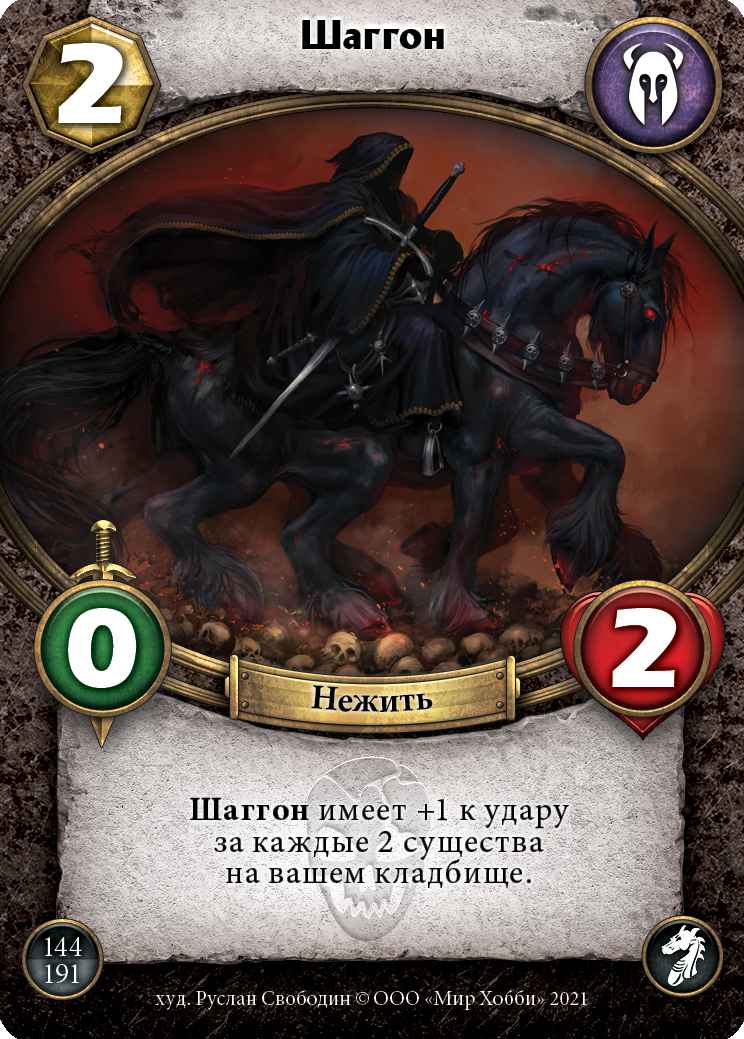 Шаггон
2
0
2
Нежить
Шаггон имеет +1 к удару
за каждые 2 существа
на вашем кладбище.
144
191
худ. Руслан Свободин © ООО «Мир Хобби» 2021